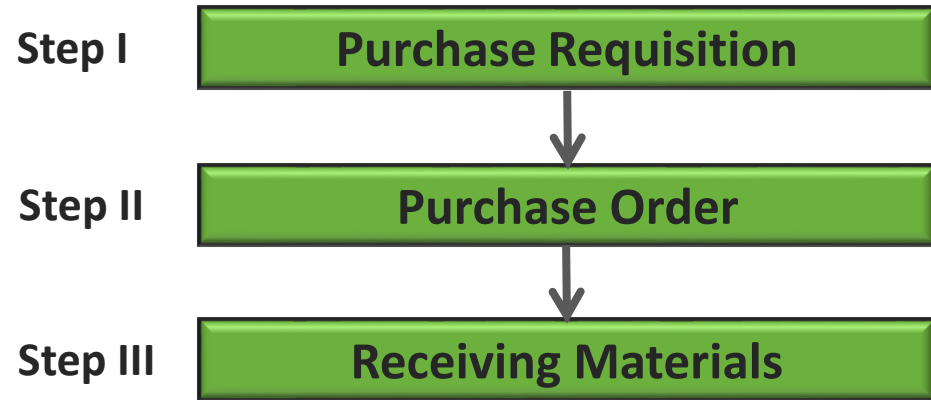 Step I Purchase Requisition
Step II Purchase Order
Step III Receiving Materials